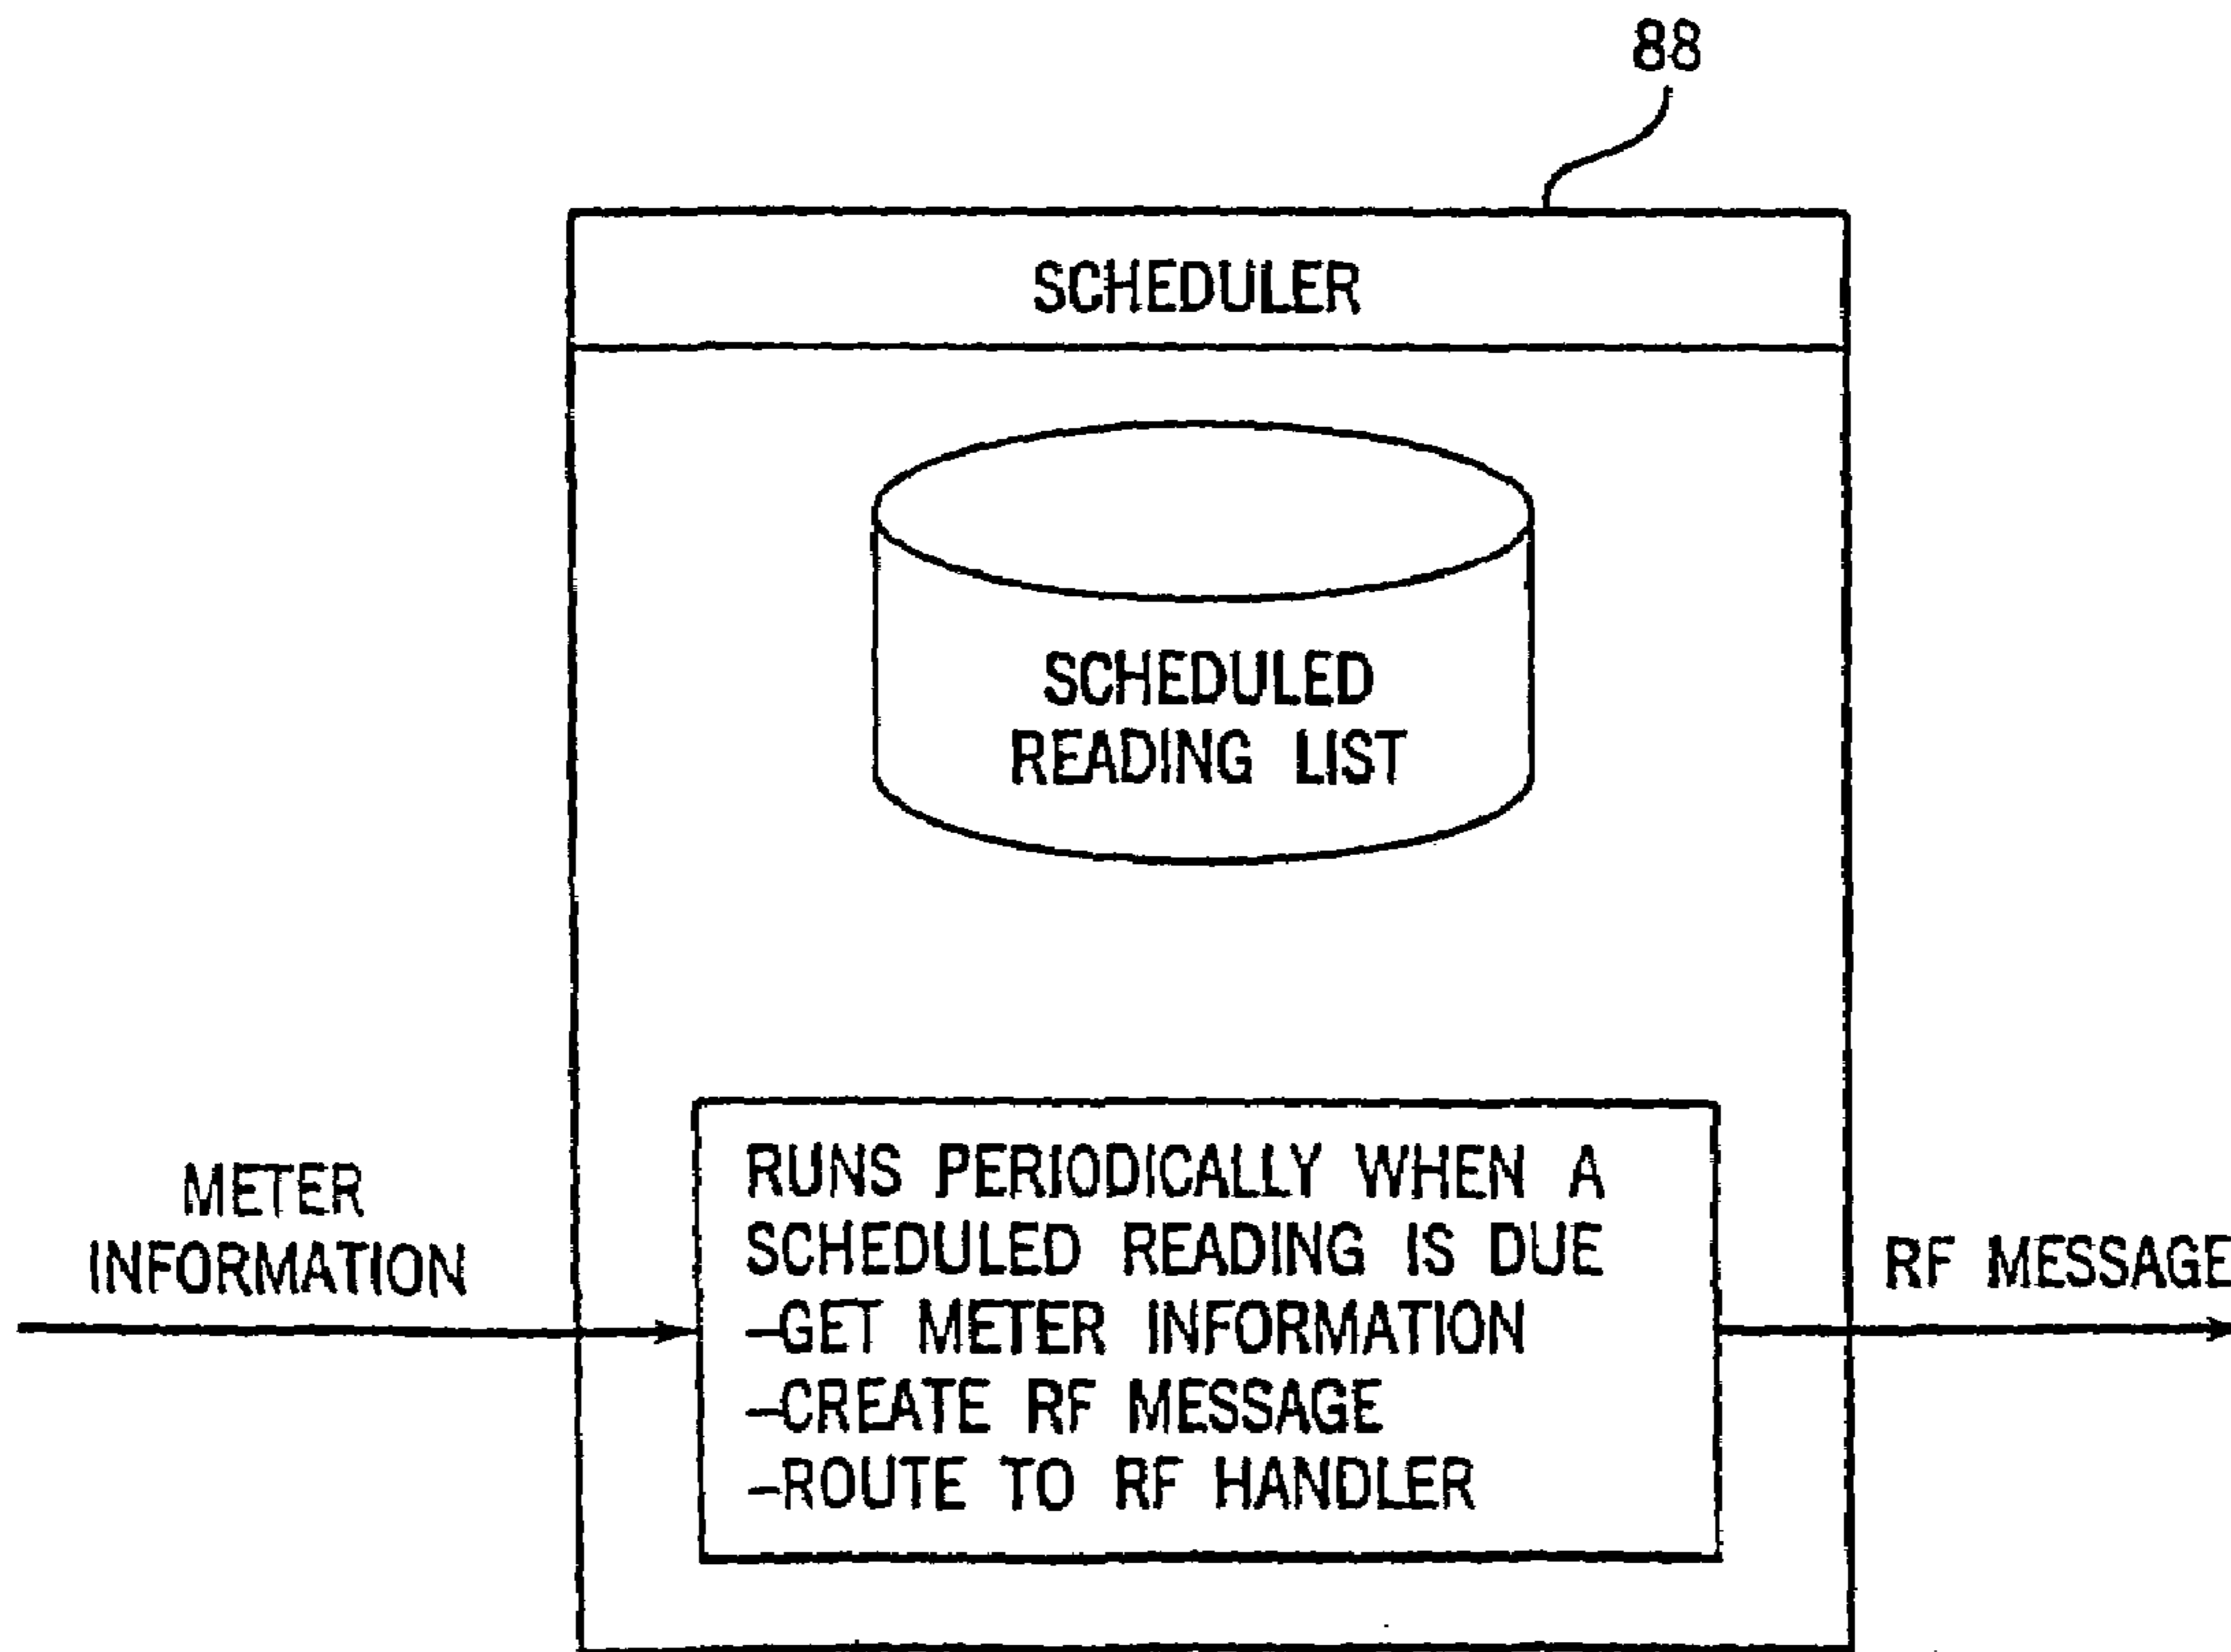 88
SCHEDULER
SCHEDULED
READING LIST
METER
INFORMATION
RUNS PERIODICALLY WHEN A
SCHEDULED READING IS DUE
-GET METER INFORMATION
-CREATE RF MESSAGE
-ROUTE TO RF HANDLER
RF MESSAGE